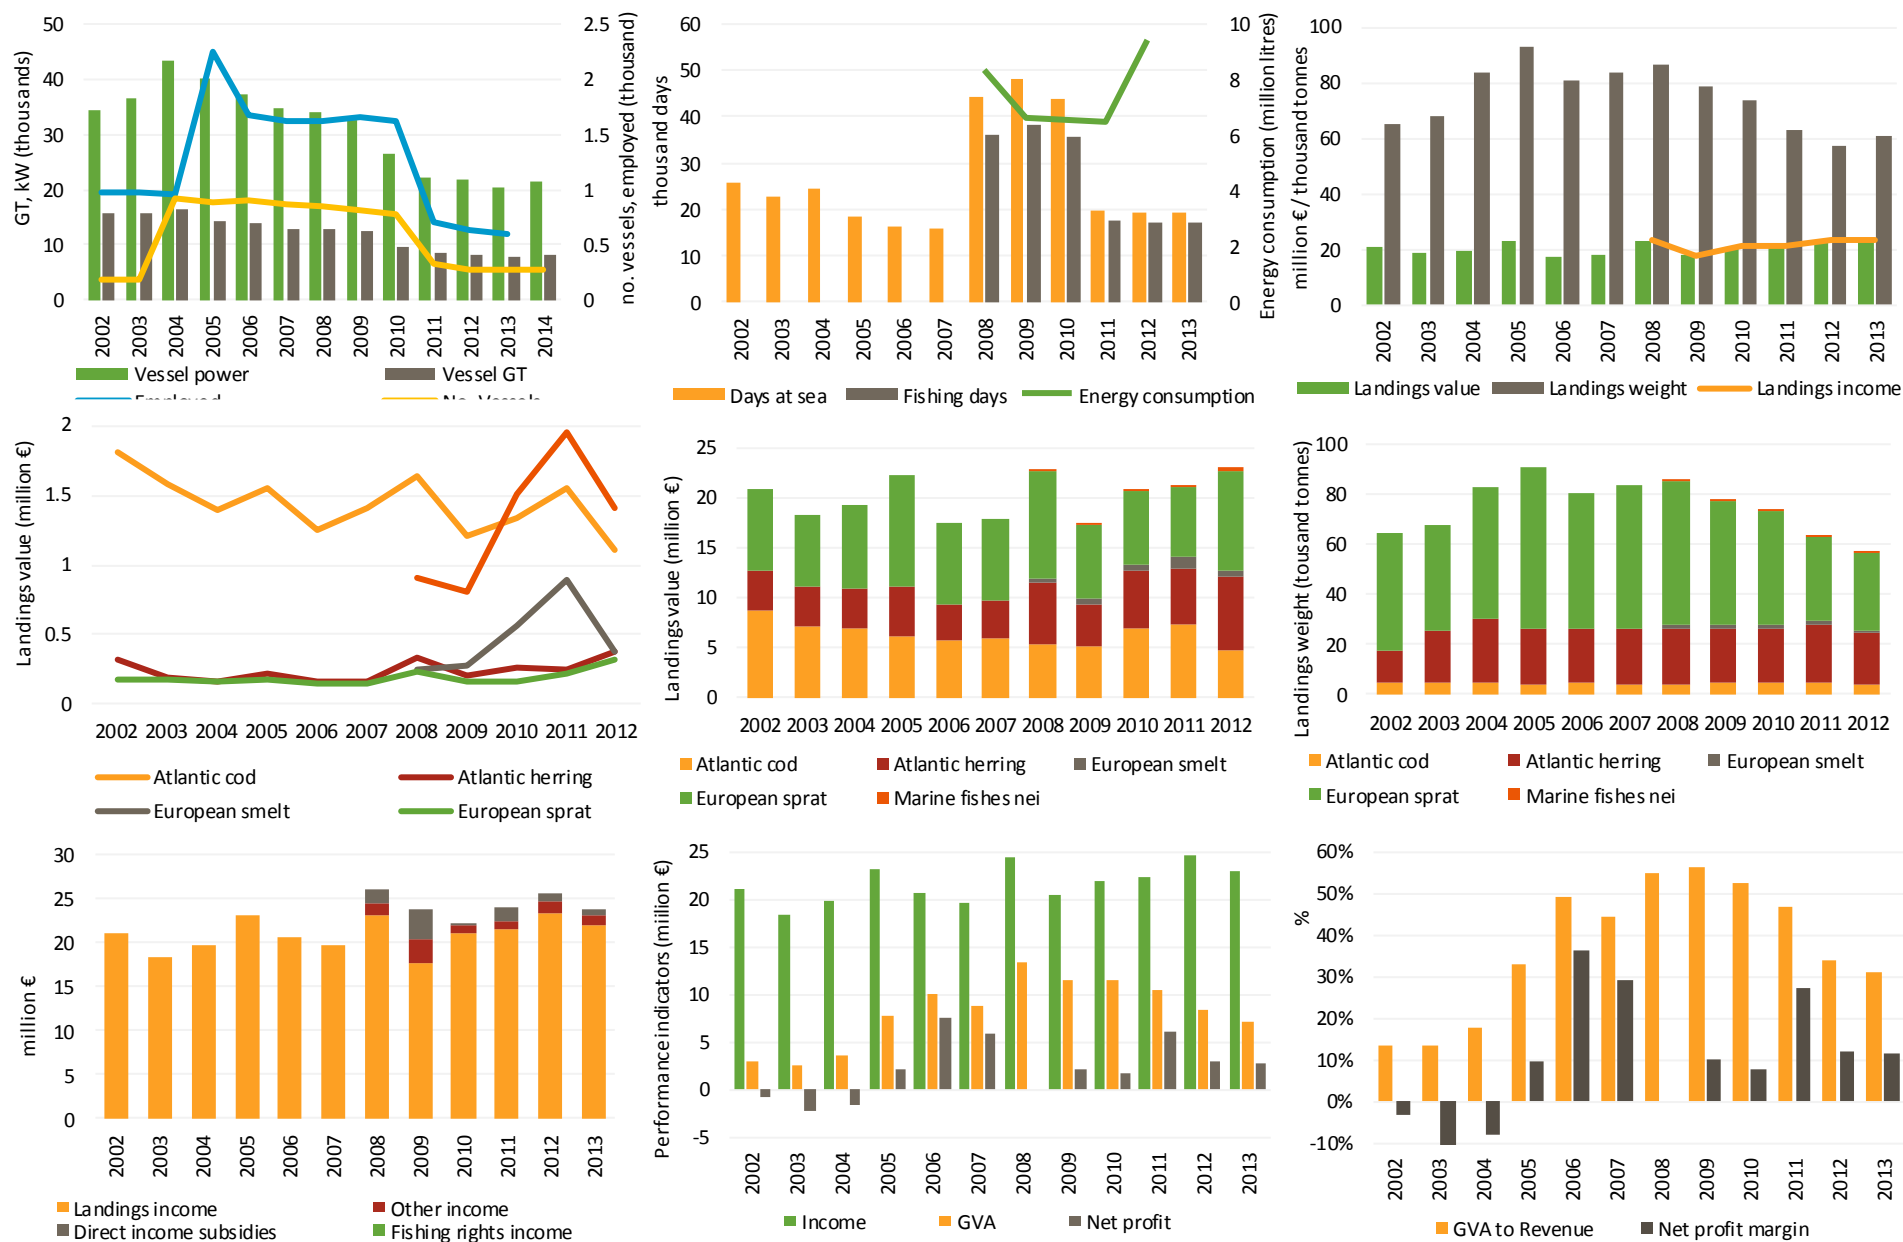 GT, kW (thousands)
50
40
30
20
10
0
2.5
2
1.5
1
0.5
0
no. vessels, employed (thousand)
2002 2003 2004 2005 2006 2007 2008 2009 2010 2011 2012 2013 2014
Vessel power
Vessel GT
Employed
No. Vessels
thousand days
60
50
40
30
20
10
0
10
8
6
4
2
0
Energy consumption (million litres)
2002 2003 2004 2005 2006 2007 2008 2009 2010 2011 2012 2013
Days at sea
Fishing days
Energy consumption
million € / thousand tonnes
100
80
60
40
20
0
2002 2003 2004 2005 2006 2007 2008 2009 2010 2011 2012 2013
Landings value
Landings weight
Landings income
Landings value (million €)
2
1.5
1
0.5
0
2002 2003 2004 2005 2006 2007 2008 2009 2010 2011 2012
Atlantic cod
Atlantic herring
European smelt
European sprat
Landings value (million €)
25
20
15
10
5
0
2002 2003 2004 2005 2006 2007 2008 2009 2010 2011 2012
Atlantic cod
Atlantic herring
European smelt
European sprat
Marine fishes nei
Landings weight (tousand tonnes)
100
80
60
40
20
0
2002 2003 2004 2005 2006 2007 2008 2009 2010 2011 2012
Atlantic cod
Atlantic herring
European smelt
European sprat
Marine fishes nei
million €
30
25
20
15
10
5
0
2002 2003 2004 2005 2006 2007 2008 2009 2010 2011 2012 2013
Landings income
Other income
Direct income subsidies
Fishing rights income
Performance indicators (miilion €)
25
20
15
10
5
0
-5
2002 2003 2004 2005 2006 2007 2008 2009 2010 2011 2012 2013
Income
GVA
Net profit
%
60%
50%
40%
30%
20%
10%
0%
-10%
2002 2003 2004 2005 2006 2007 2008 2009 2010 2011 2012 2013
GVA to Revenue
Net profit margin